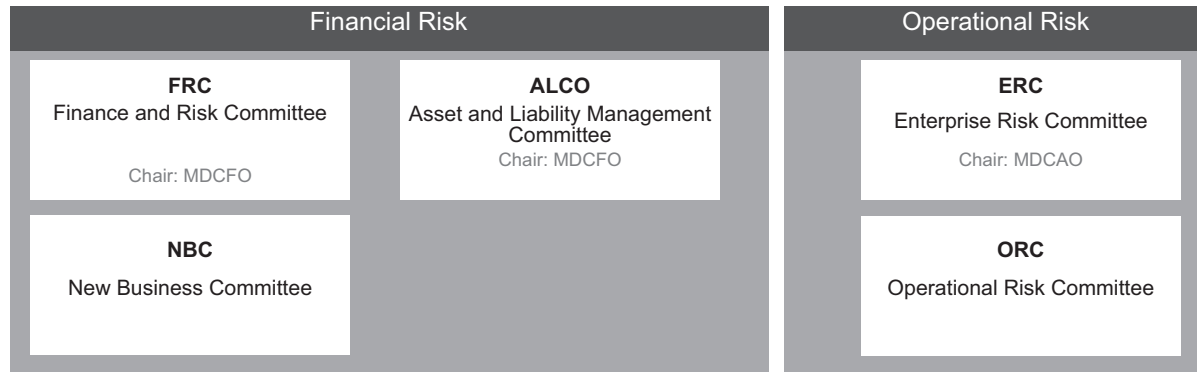 Financial Risk
FRC
Finance and Risk Committee
Chair: MDCFO
ALCO
Asset and Liability Management
Committee
Chair: MDCFO
NBC
New Business Committee
Operational Risk
ERC
Enterprise Risk Committee
Chair: MDCAO
ORC
Operational Risk Committee